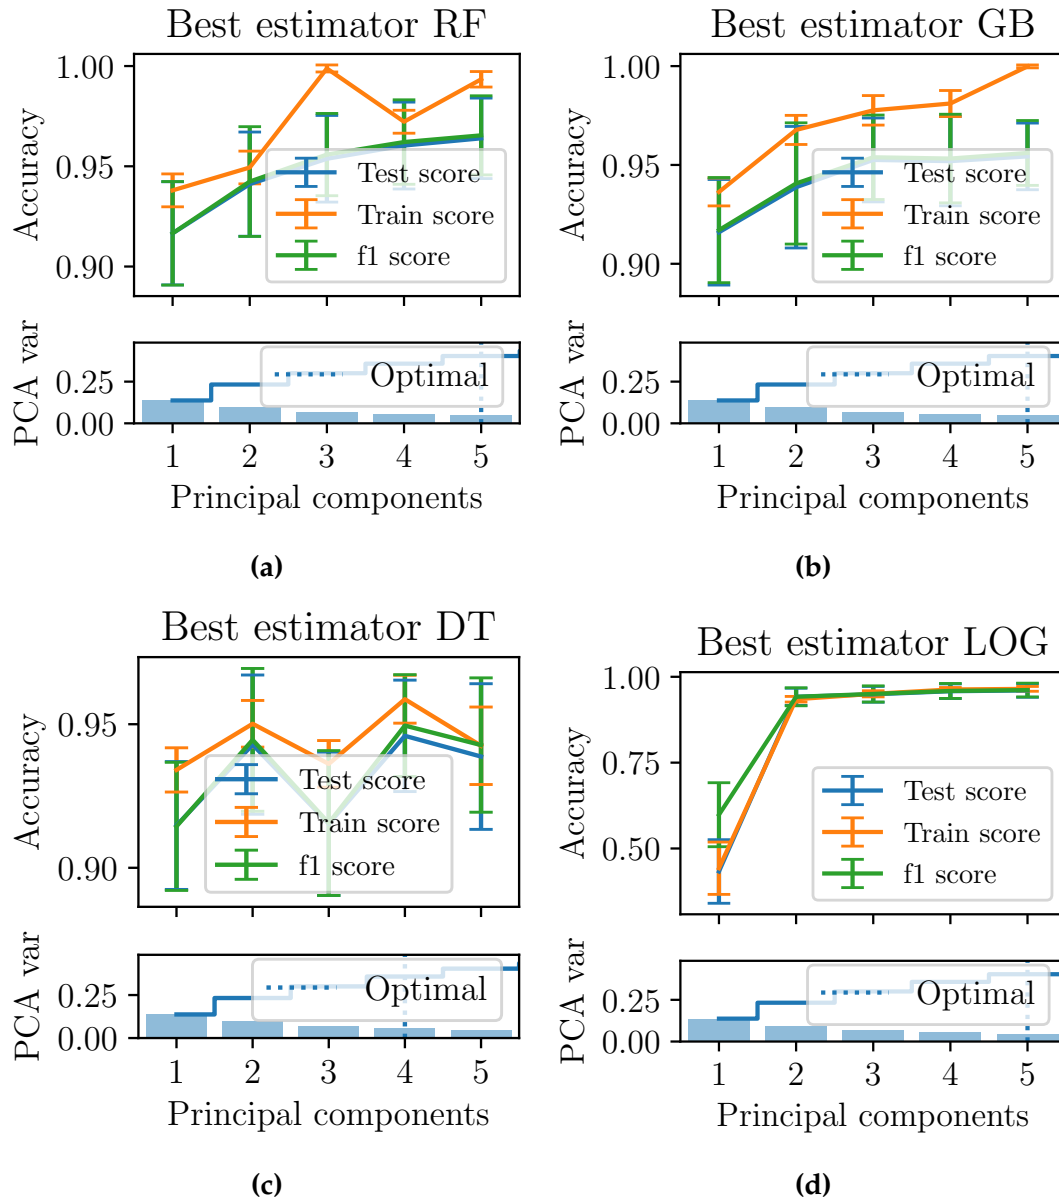 Best estimator RF
1.00
0.95
0.90
Accuracy
Test score
Train score
f1 score
0.25
0.00
PCA var
Optimal
1 2 3 4 5
Principal components
(a)
Best estimator GB
1.00
0.95
0.90
Accuracy
Test score
Train score
f1 score
0.25
0.00
PCA var
Optimal
1 2 3 4 5
Principal components
(b)
Best estimator DT
0.95
0.90
Accuracy
Test score
Train score
f1 score
0.25
0.00
PCA var
Optimal
1 2 3 4 5
Principal components
(c)
Best estimator LOG
1.00
0.75
0.50
Accuracy
Test score
Train score
f1 score
0.25
0.00
PCA var
Optimal
1 2 3 4 5
Principal components
(d)